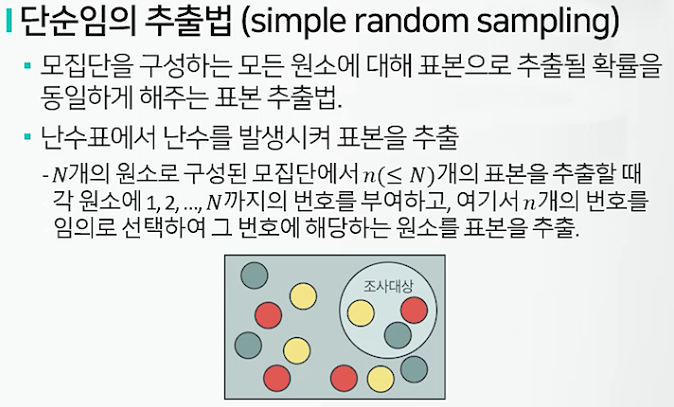 단순임의 추출법 (simple random sampling)
▪ 모집단을 구성하는 모든 원소에 대해 표본으로 추출될 확률을
동일하게 해주는 표본 추출법.
▪ 난수표에서 난수를 발생시켜 표본을 추출
-N개의 원소로 구성된 모집단에서 n(≤ N)개의 표본을 추출할 때
각 원소에 1, 2, ..., N까지의 번호를 부여하고, 여기서 n개의 번호를
임의로 선택하여 그 번호에 해당하는 원소를 표본을 추출.
조사대상